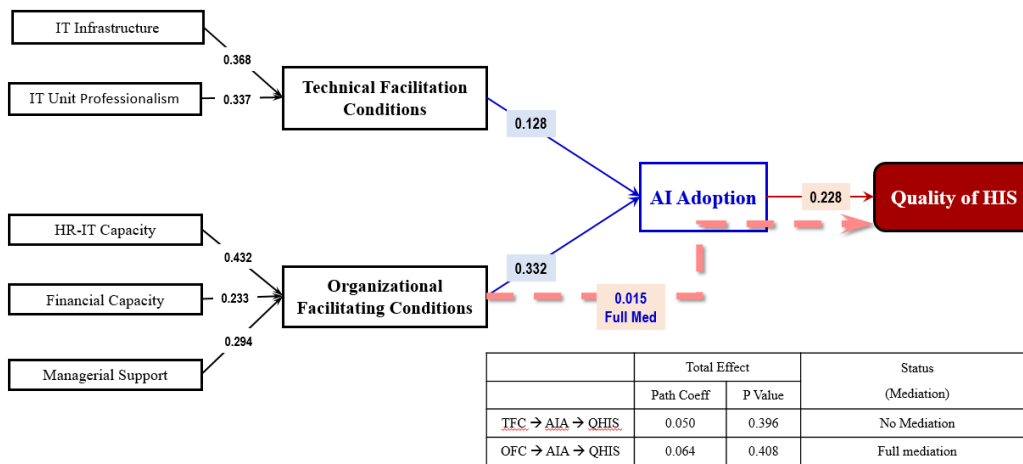 IT Infrastructure
0.368
IT Unit Professionalism
0.337
Technical Facilitation
Conditions
0.128
AI Adoption
0.228
Quality of HIS
HR-IT Capacity
0.432
Financial Capacity
0.233
Managerial Support
0.294
Organizational
Facilitating Conditions
0.332
0.015
Full Med
Total Effect
Status
(Mediation)
Path Coeff
P Value
TFC → AIA → QHIS
0.050
0.396
No Mediation
OFC → AIA → QHIS
0.064
0.408
Full mediation